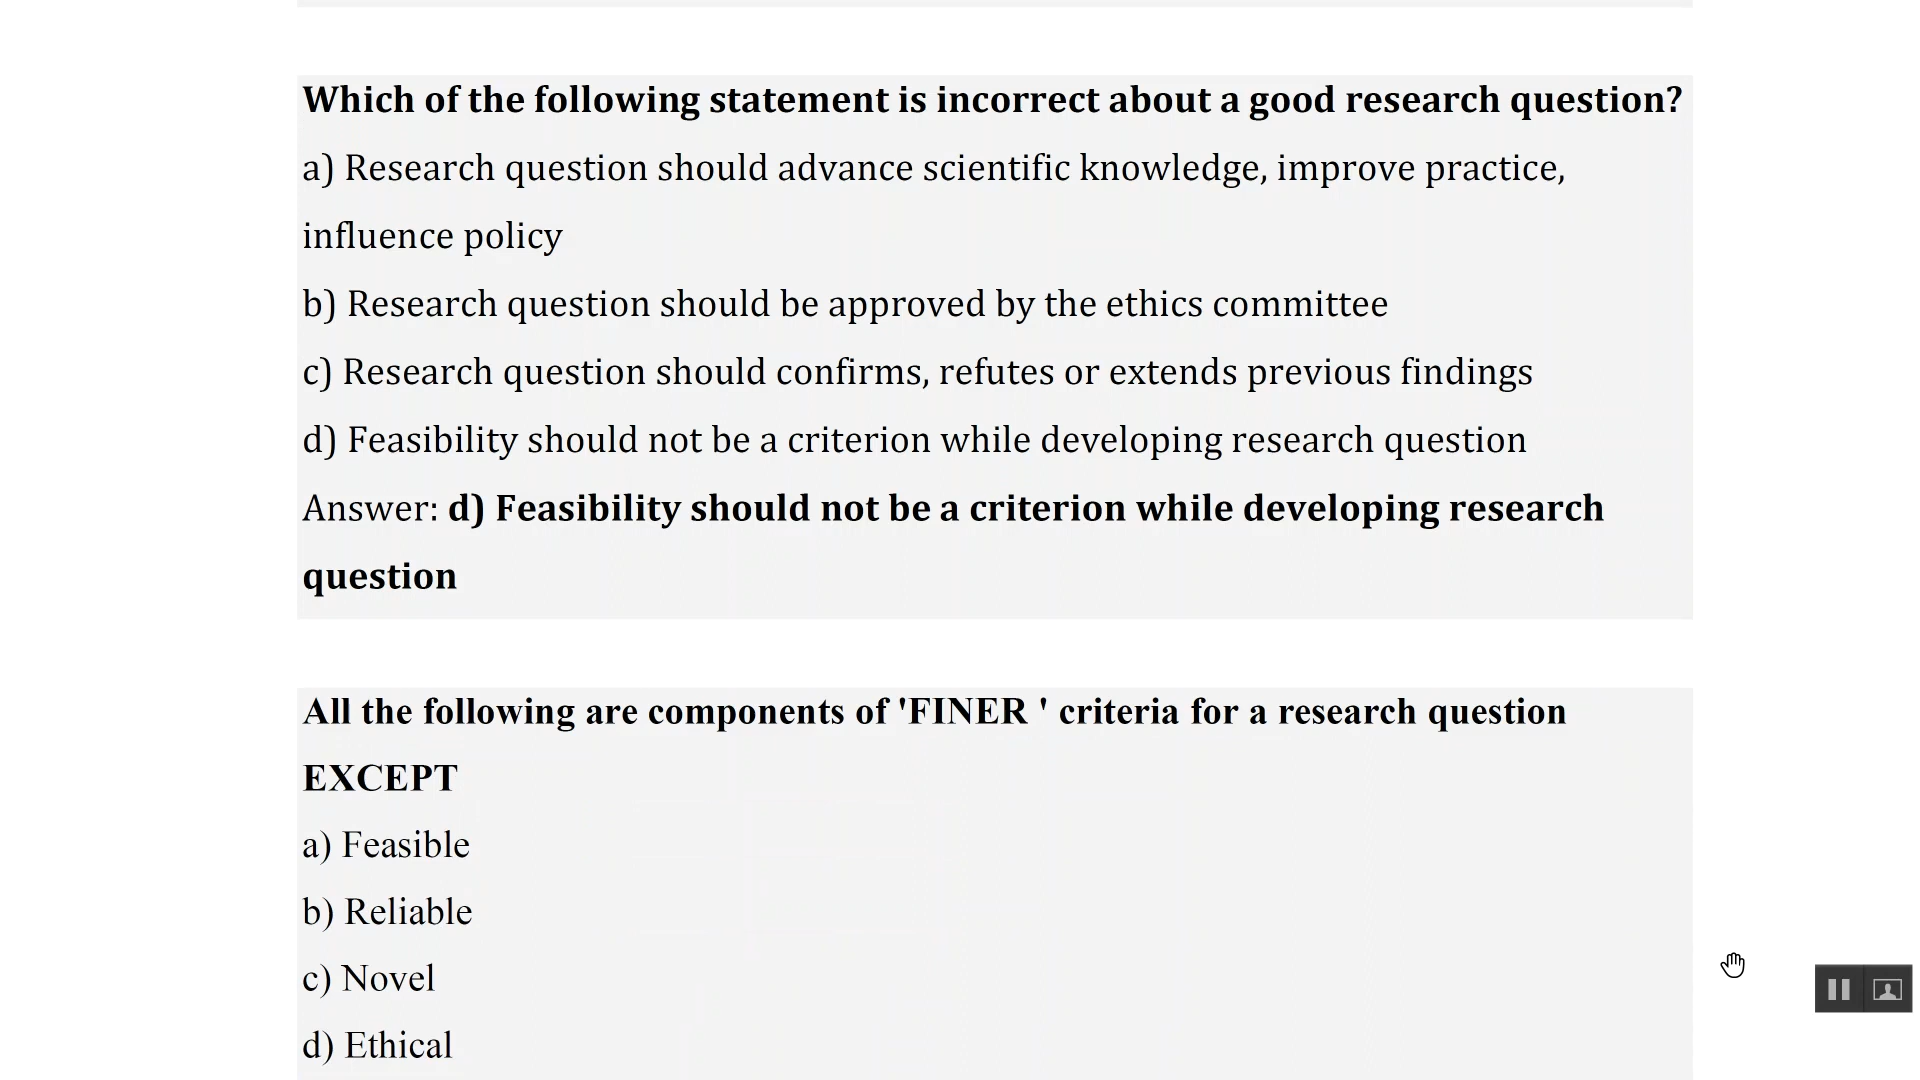 Which of the following statement is incorrect about a good research question?
a) Research question should advance scientific knowledge, improve practice,
influence policy
b) Research question should be approved by the ethics committee
c) Research question should confirms, refutes or extends previous findings
d) Feasibility should not be a criterion while developing research question
Answer: d) Feasibility should not be a criterion while developing research
question
All the following are components of 'FINER ' criteria for a research question
EXCEPT
a) Feasible
b) Reliable
c) Novel
d) Ethical